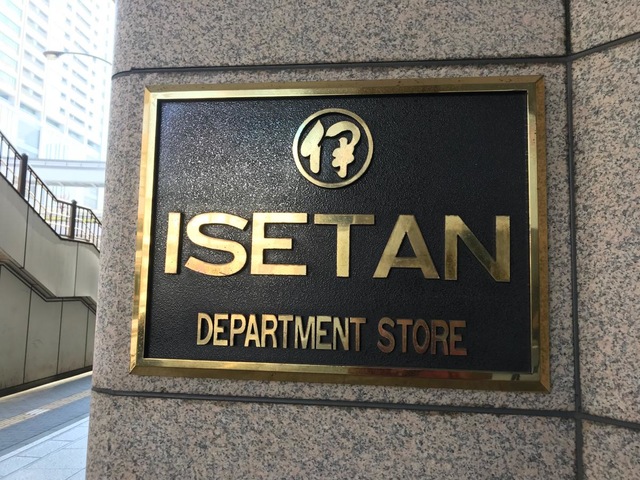 伊
ISETAN
DEPARTMENT STORE